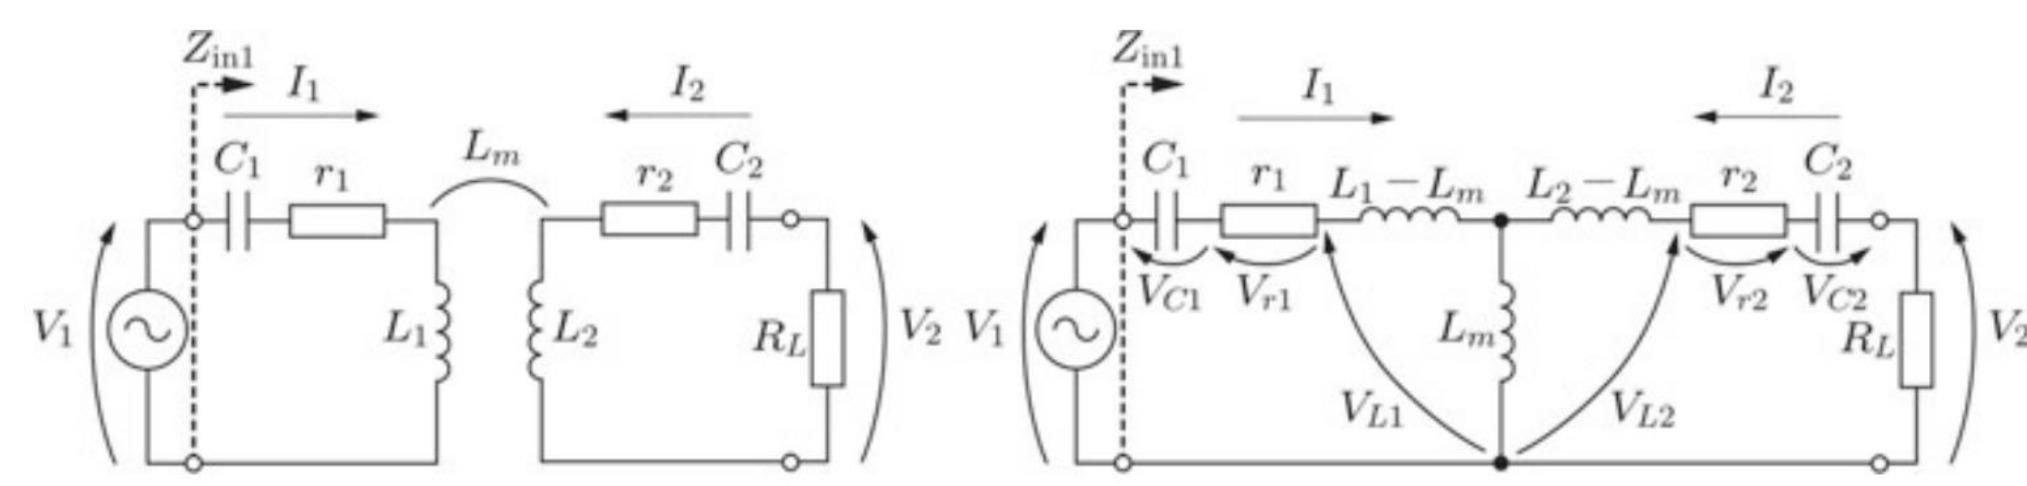 Z_in1
I_1
I_2
C_1
r_1
L_m
r_2
C_2
V_1
L_1
L_2
R_L
V_2
Z_in1
I_1
I_2
C_1
r_1
L_1 − L_m
L_2 − L_m
r_2
C_2
V_C1
V_r1
V_r2
V_C2
V_1
L_m
R_L
V_2
V_L1
V_L2